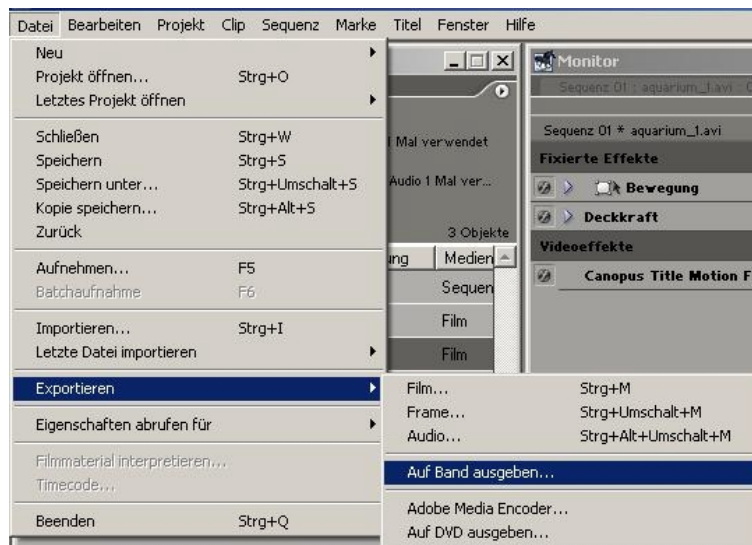 Datei Bearbeiten Projekt Clip Sequenz Marke Titel Fenster Hilfe
Neu
Projekt öffnen... Strg+O
Letztes Projekt öffnen
Schließen Strg+W
Speichern Strg+S
Speichern unter... Strg+Umschalt+S
Kopie speichern... Strg+Alt+S
Zurück
Aufnehmen... F5
Batchaufnahme F6
Importieren... Strg+I
Letzte Datei importieren
Exportieren
Eigenschaften abrufen für
Filmmaterial interpretieren...
Timecode...
Beenden Strg+Q
Film... Strg+M
Frame... Strg+Umschalt+M
Audio... Strg+Alt+Umschalt+M
Auf Band ausgeben...
Adobe Media Encoder...
Auf DVD ausgeben...
1 Mal verwendet
Audio 1 Mal ver...
3 Objekte
ung Medien
Sequen
Film
Film
Monitor
Sequenz 01 : aquarium_1.avi : 0
Sequenz 01 * aquarium_1.avi
Fixierte Effekte
Bewegung
Deckkraft
Videoeffekte
Canopus Title Motion F